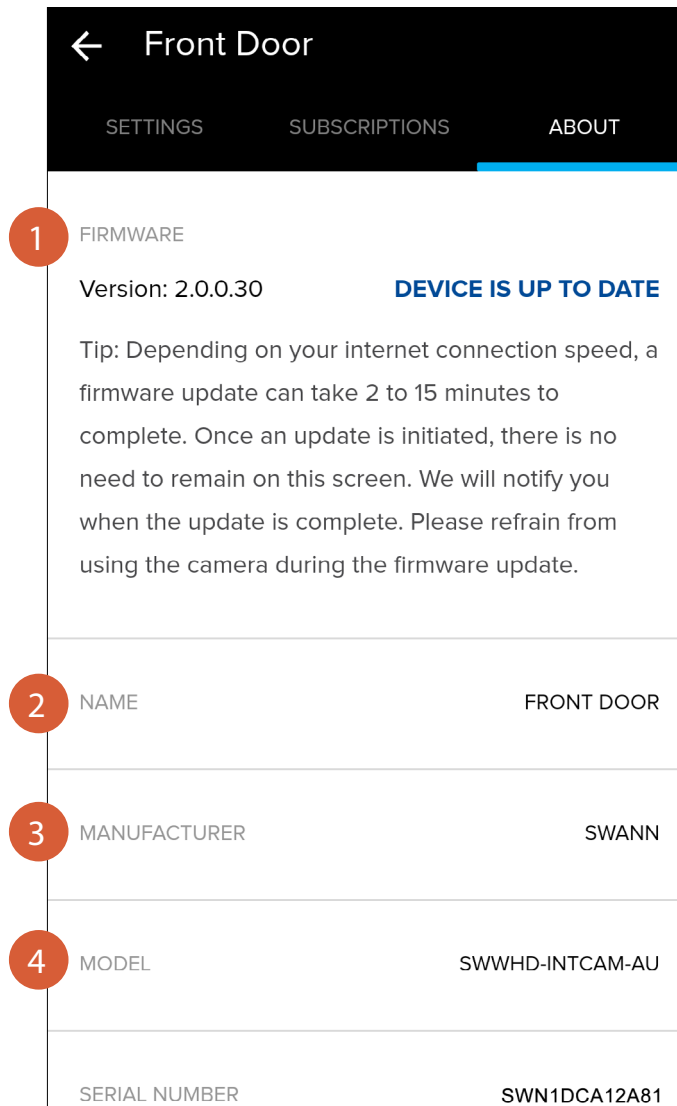 Front Door
SETTINGS SUBSCRIPTIONS ABOUT
1 FIRMWARE
Version: 2.0.0.30 DEVICE IS UP TO DATE
Tip: Depending on your internet connection speed, a
firmware update can take 2 to 15 minutes to
complete. Once an update is initiated, there is no
need to remain on this screen. We will notify you
when the update is complete. Please refrain from
using the camera during the firmware update.
2 NAME FRONT DOOR
3 MANUFACTURER SWANN
4 MODEL SWWHD-INTCAM-AU
SERIAL NUMBER SWN1DCA12A81